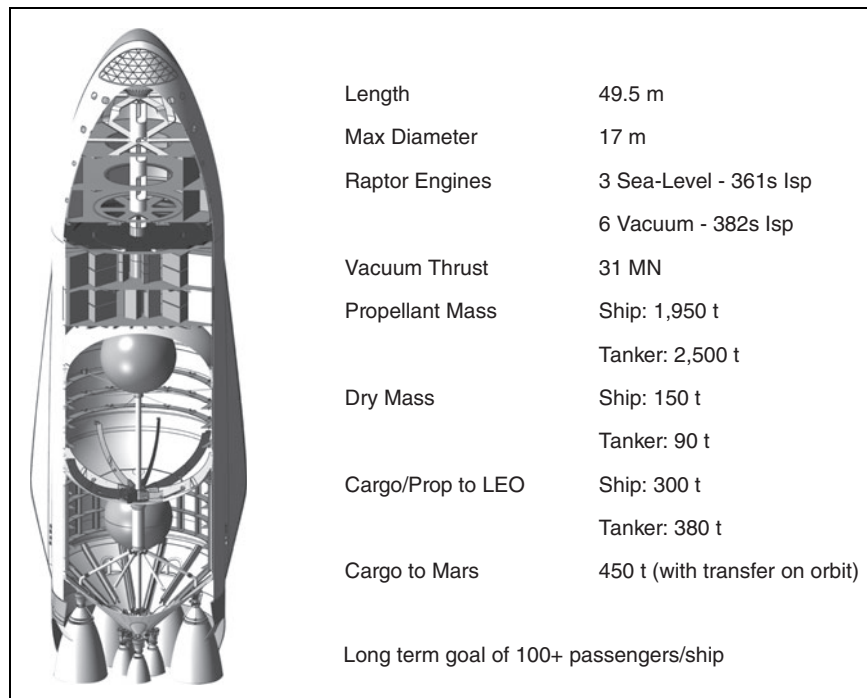 Length 49.5 m
Max Diameter 17 m
Raptor Engines 3 Sea-Level - 361s Isp
6 Vacuum - 382s Isp
Vacuum Thrust 31 MN
Propellant Mass Ship: 1,950 t
Tanker: 2,500 t
Dry Mass Ship: 150 t
Tanker: 90 t
Cargo/Prop to LEO Ship: 300 t
Tanker: 380 t
Cargo to Mars 450 t (with transfer on orbit)
Long term goal of 100+ passengers/ship